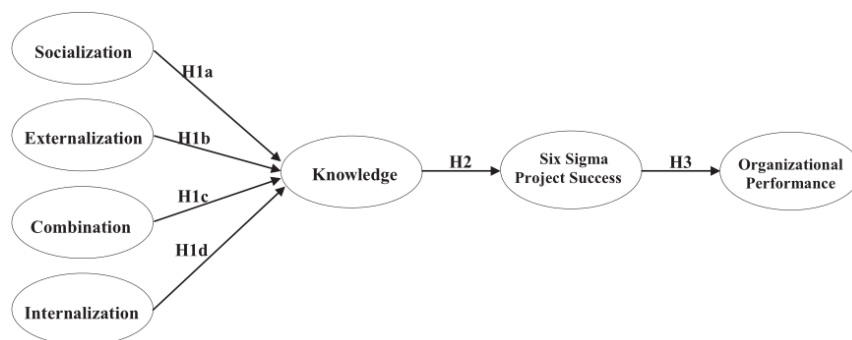 Socialization
H1a
Externalization
H1b
Knowledge
H2
Six Sigma
Project Success
H3
Organizational
Performance
H1c
Combination
H1d
Internalization